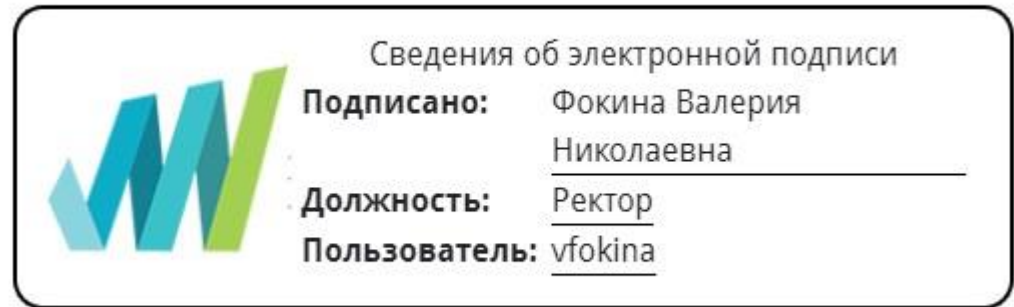 Сведения об электронной подписи
Подписано: Фокина Валерия
Николаевна
Должность: Ректор
Пользователь: vfokina